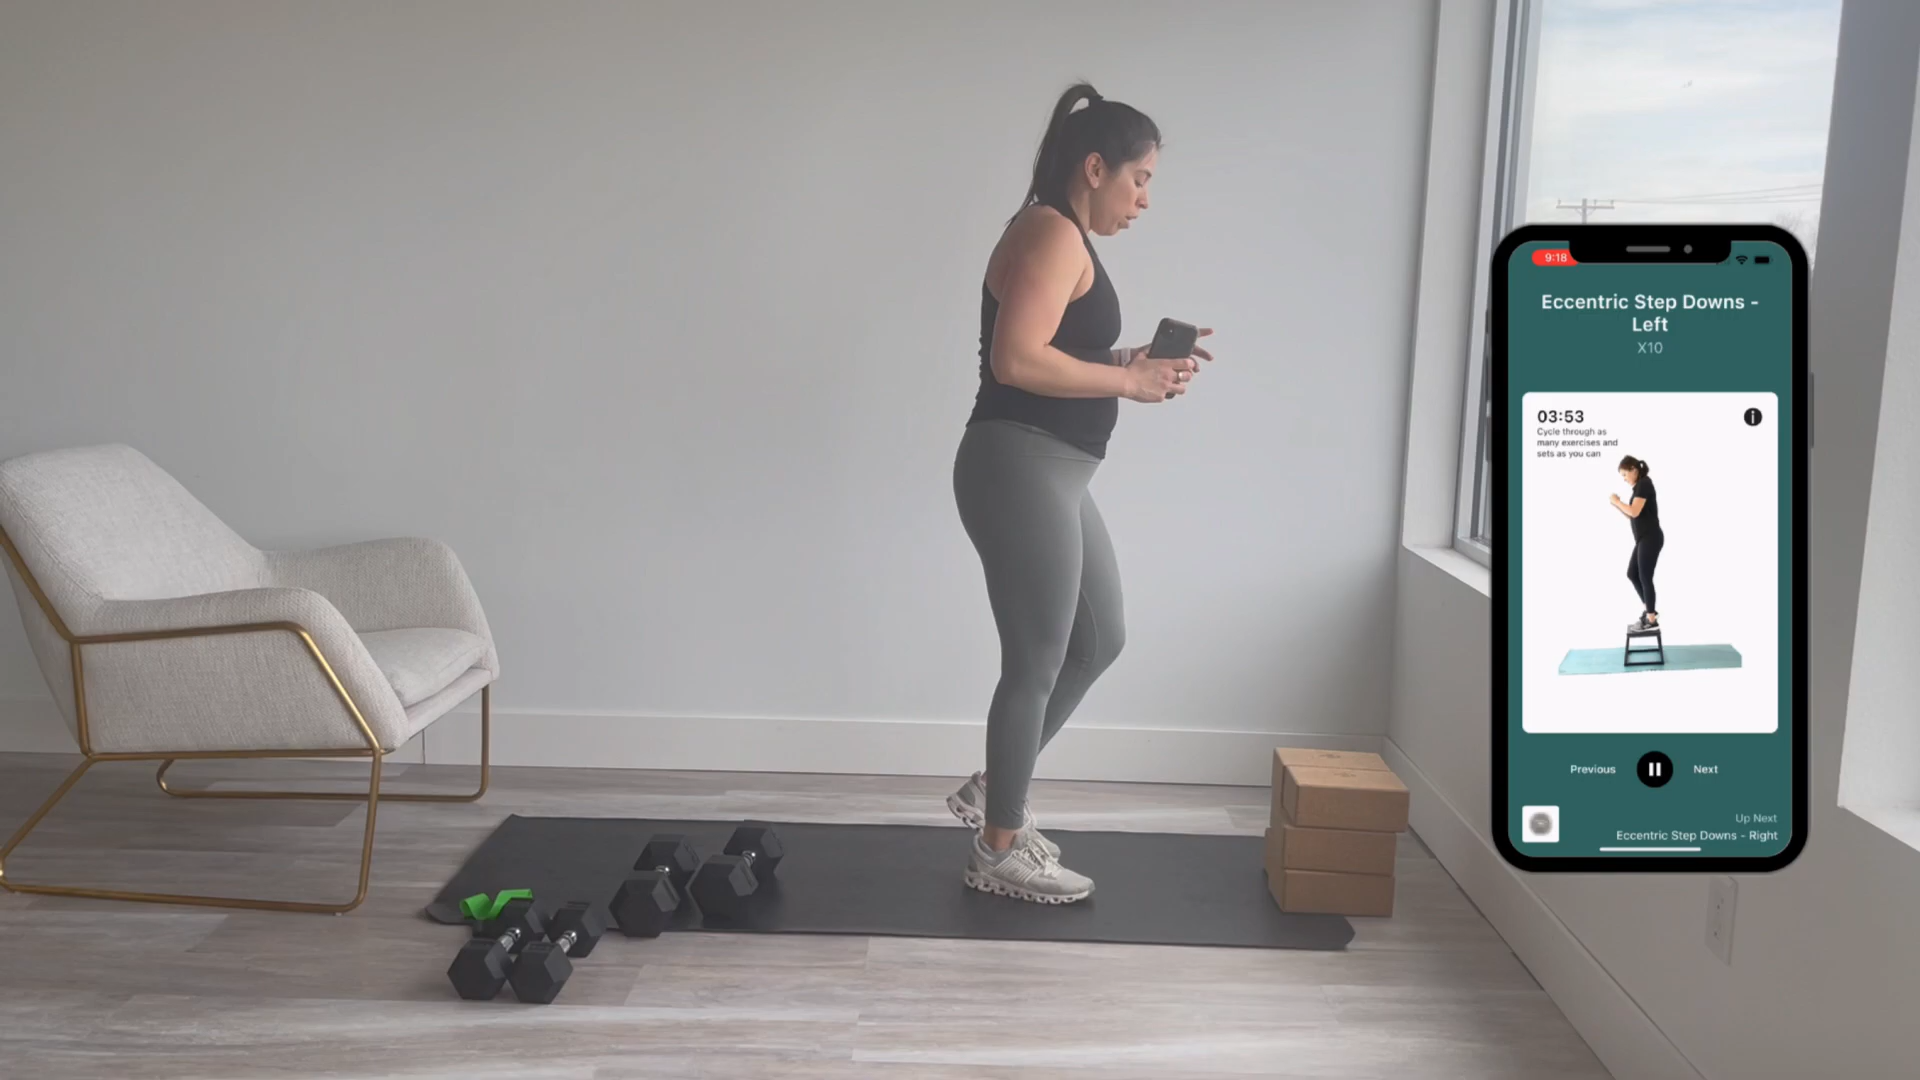 9:18
Eccentric Step Downs -
Left
X10
03:53
Cycle through as
many exercises and
sets as you can
Previous
Next
Up Next
Eccentric Step Downs - Right